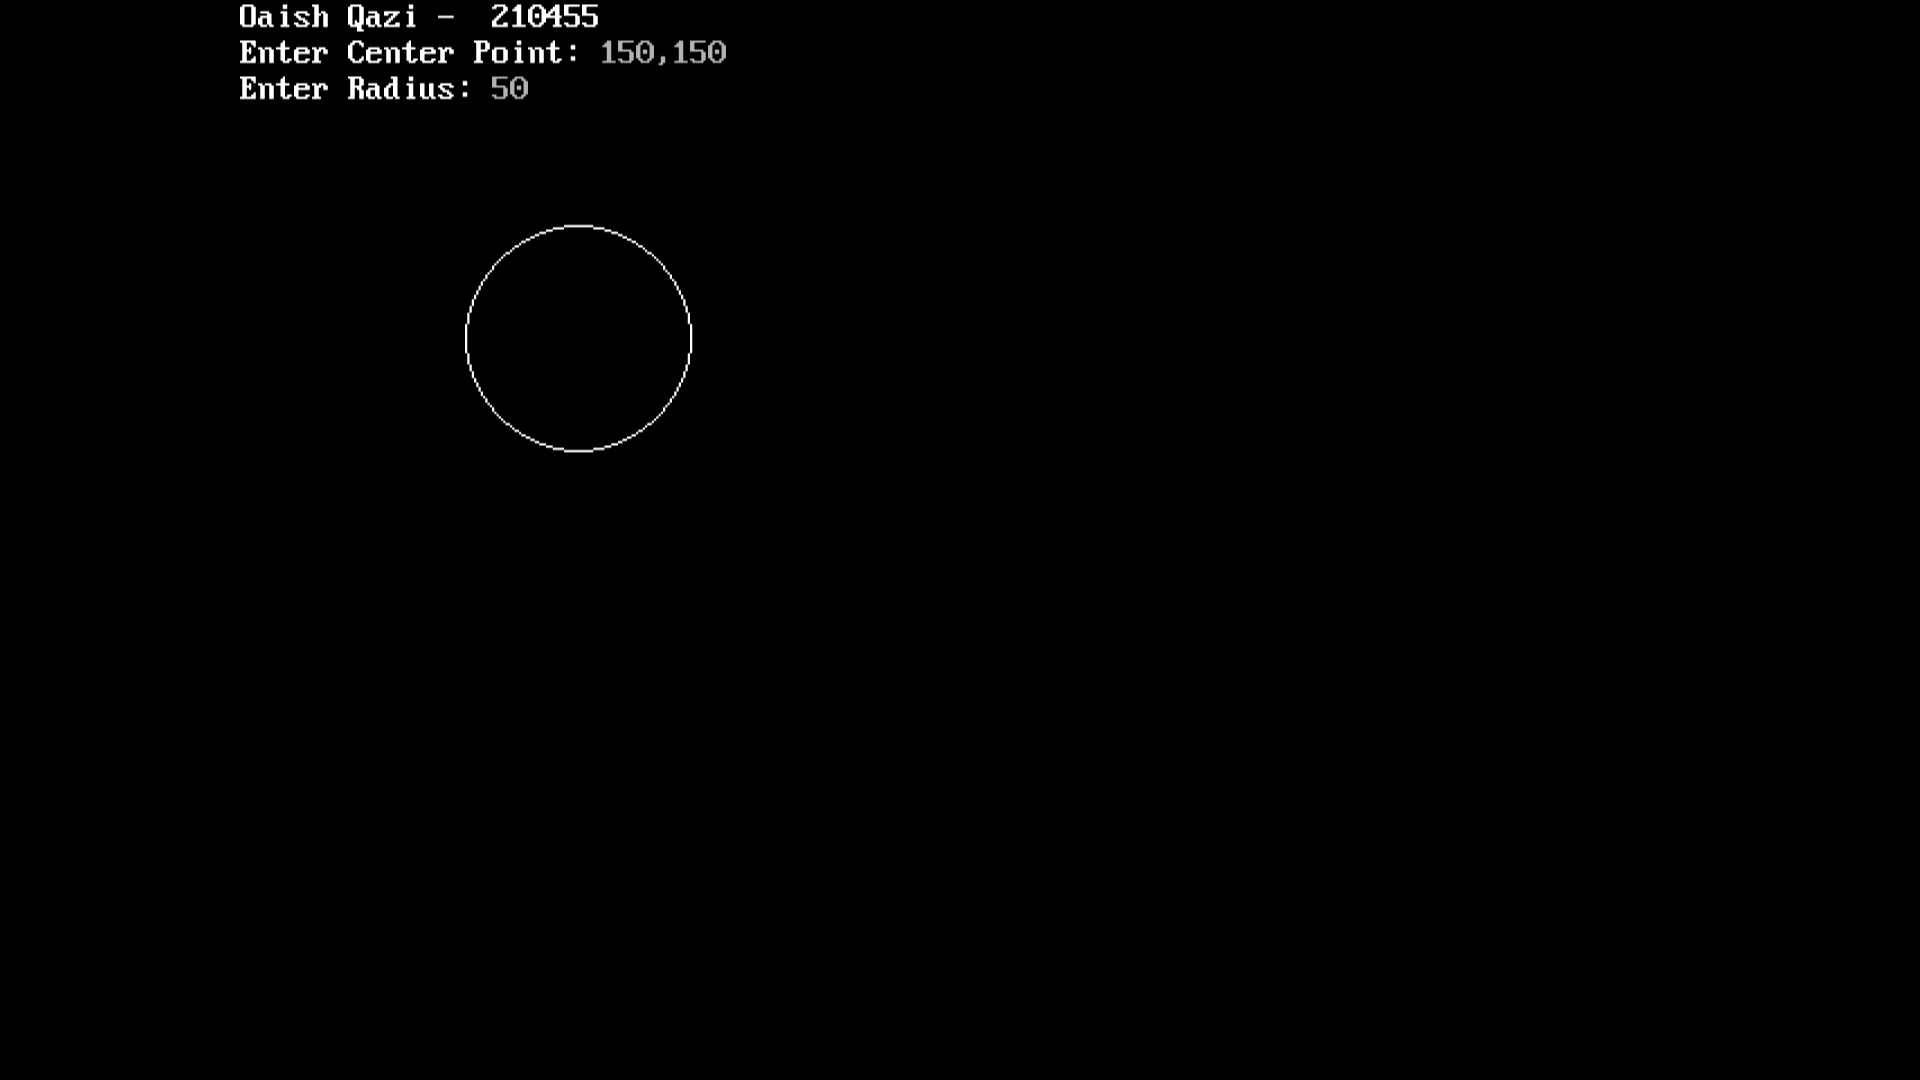 Oaish Qazi -  210455
Enter Center Point: 150,150
Enter Radius: 50